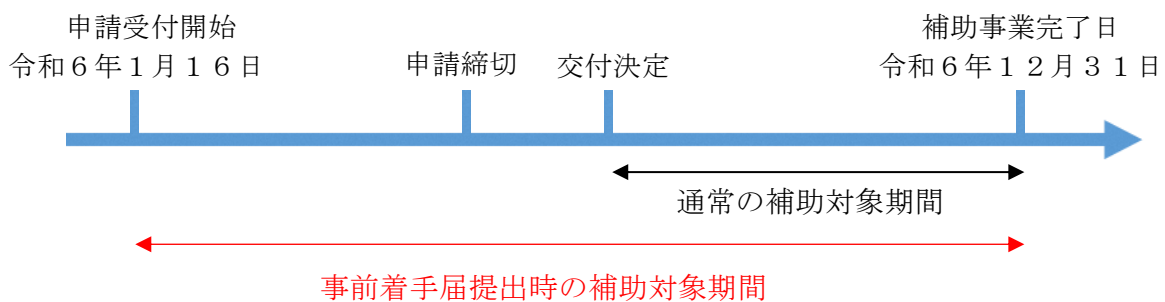 申請受付開始
令和６年１月１６日
申請締切
交付決定
補助事業完了日
令和６年１２月３１日
通常の補助対象期間
事前着手届提出時の補助対象期間